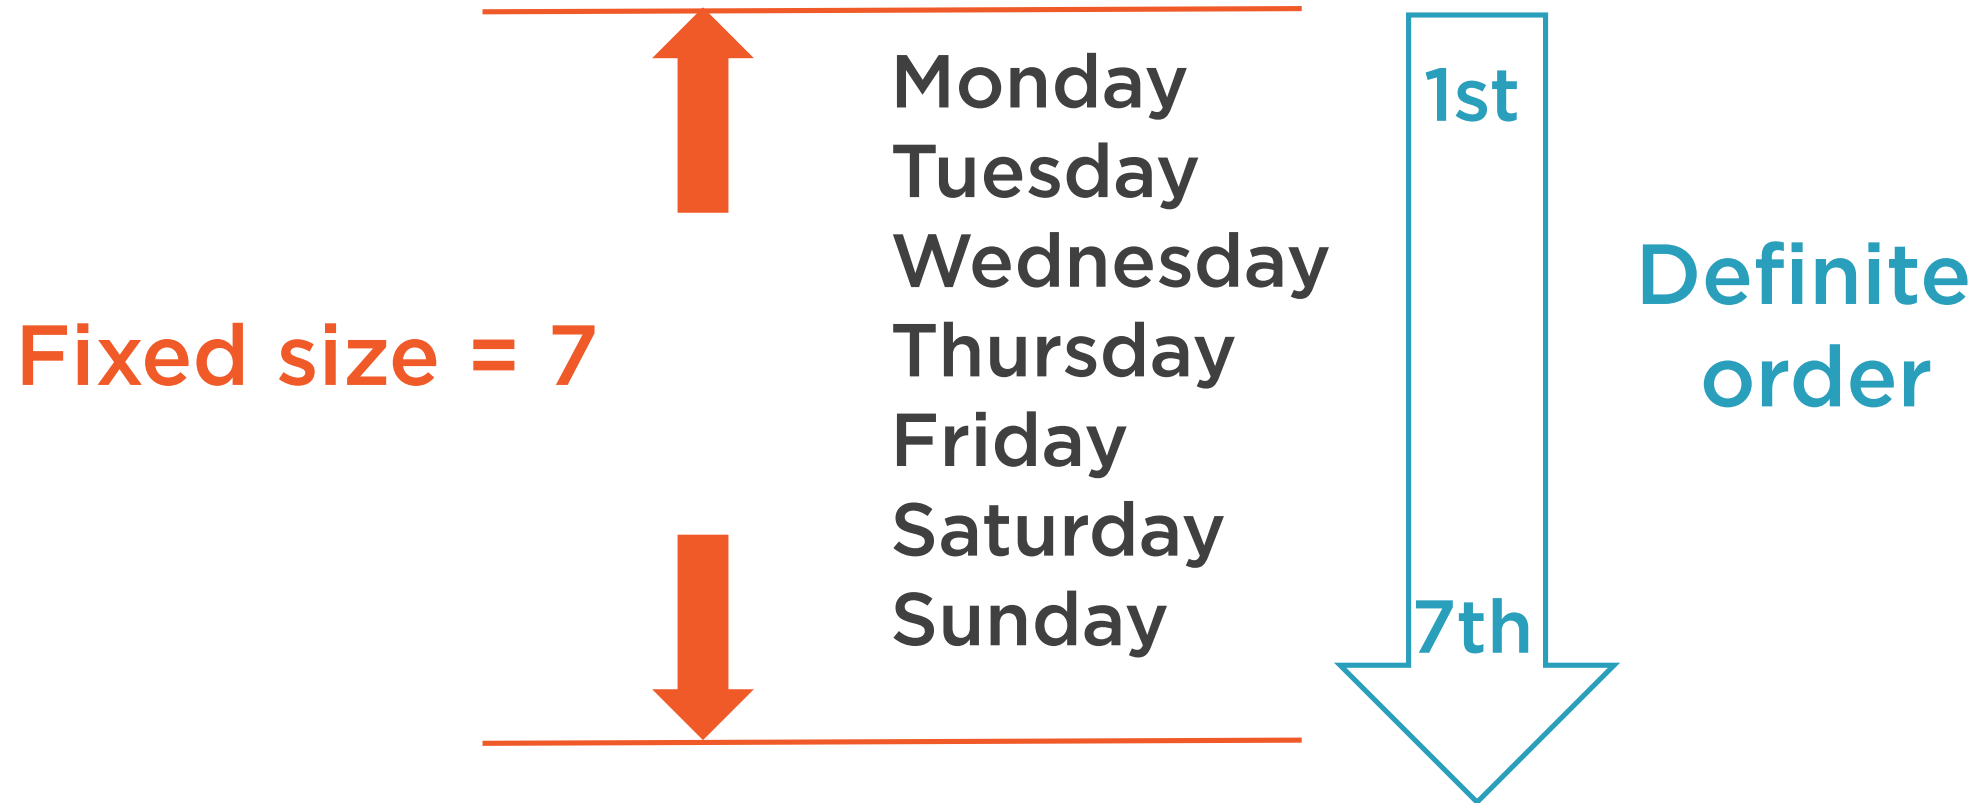 Fixed size = 7
Monday
Tuesday
Wednesday
Thursday
Friday
Saturday
Sunday
1st
7th
Definite
order